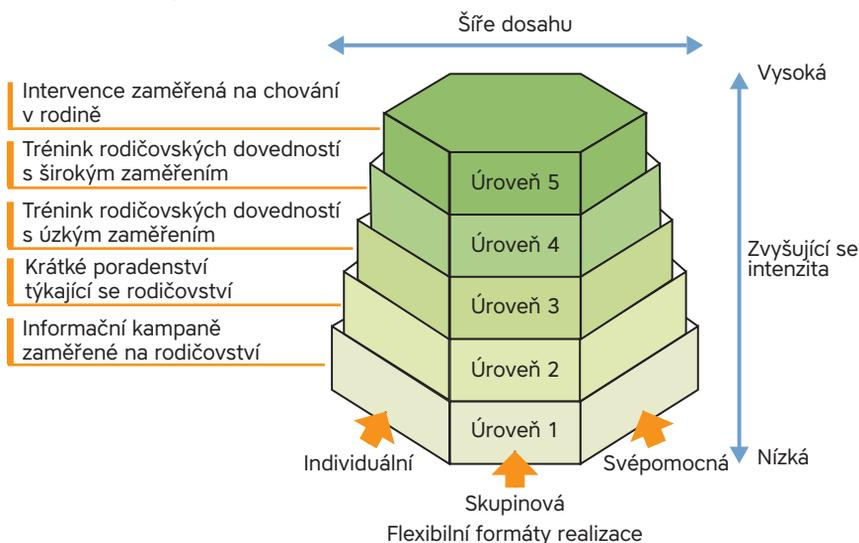 Šíře dosahu
Vysoká
Intervence zaměřená na chování
v rodině
Trénink rodičovských dovedností
s širokým zaměřením
Trénink rodičovských dovedností
s úzkým zaměřením
Krátké poradenství
týkající se rodičovství
Informační kampaně
zaměřené na rodičovství
Úroveň 5
Úroveň 4
Úroveň 3
Úroveň 2
Úroveň 1
Zvyšující se
intenzita
Nízká
Individuální
Skupinová
Svépomocná
Flexibilní formáty realizace